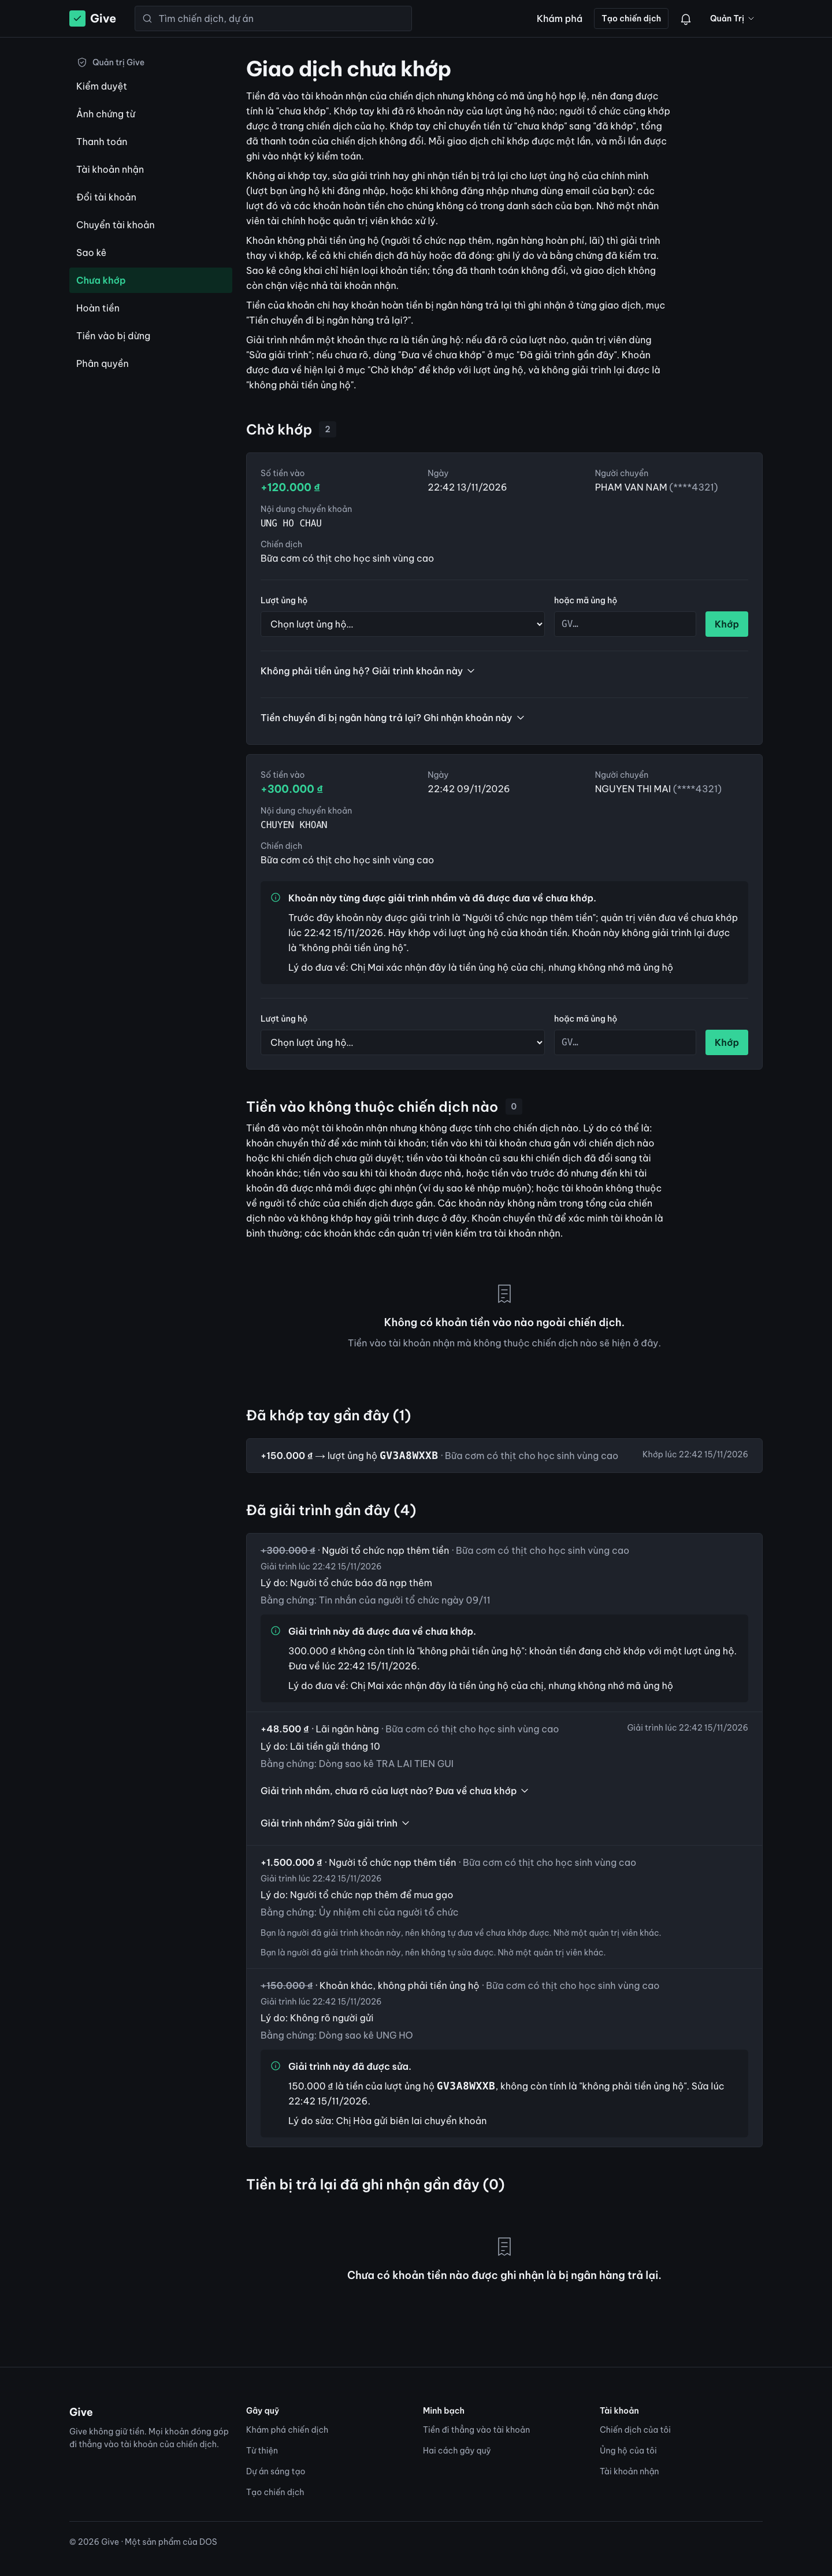 Give
Tìm chiến dịch, dự án
Khám phá
Tạo chiến dịch
Quản Trị
Quản trị Give
Kiểm duyệt
Ảnh chứng từ
Thanh toán
Tài khoản nhận
Đổi tài khoản
Chuyển tài khoản
Sao kê
Chưa khớp
Hoàn tiền
Tiền vào bị dừng
Phân quyền
Giao dịch chưa khớp
Tiền đã vào tài khoản nhận của chiến dịch nhưng không có mã ủng hộ hợp lệ, nên đang được
tính là "chưa khớp". Khớp tay khi đã rõ khoản này của lượt ủng hộ nào; người tổ chức cũng khớp
được ở trang chiến dịch của họ. Khớp tay chỉ chuyển tiền từ "chưa khớp" sang "đã khớp", tổng
đã thanh toán của chiến dịch không đổi. Mỗi giao dịch chỉ khớp được một lần, và mỗi lần được
ghi vào nhật ký kiểm toán.
Không ai khớp tay, sửa giải trình hay ghi nhận tiền bị trả lại cho lượt ủng hộ của chính mình
(lượt bạn ủng hộ khi đăng nhập, hoặc khi không đăng nhập nhưng dùng email của bạn): các
lượt đó và các khoản hoàn tiền cho chúng không có trong danh sách của bạn. Nhờ một nhân
viên tài chính hoặc quản trị viên khác xử lý.
Khoản không phải tiền ủng hộ (người tổ chức nạp thêm, ngân hàng hoàn phí, lãi) thì giải trình
thay vì khớp, kể cả khi chiến dịch đã hủy hoặc đã đóng: ghi lý do và bằng chứng đã kiểm tra.
Sao kê công khai chỉ hiện loại khoản tiền; tổng đã thanh toán không đổi, và giao dịch không
còn chặn việc nhả tài khoản nhận.
Tiền của khoản chi hay khoản hoàn tiền bị ngân hàng trả lại thì ghi nhận ở từng giao dịch, mục
"Tiền chuyển đi bị ngân hàng trả lại?".
Giải trình nhầm một khoản thực ra là tiền ủng hộ: nếu đã rõ của lượt nào, quản trị viên dùng
"Sửa giải trình"; nếu chưa rõ, dùng "Đưa về chưa khớp" ở mục "Đã giải trình gần đây". Khoản
được đưa về hiện lại ở mục "Chờ khớp" để khớp với lượt ủng hộ, và không giải trình lại được là
"không phải tiền ủng hộ".
Chờ khớp 2
Số tiền vào
Ngày
Người chuyển
+120.000 ₫
22:42 13/11/2026
PHAM VAN NAM (****4321)
Nội dung chuyển khoản
UNG HO CHAU
Chiến dịch
Bữa cơm có thịt cho học sinh vùng cao
Lượt ủng hộ
hoặc mã ủng hộ
Chọn lượt ủng hộ…
GV…
Khớp
Không phải tiền ủng hộ? Giải trình khoản này
Tiền chuyển đi bị ngân hàng trả lại? Ghi nhận khoản này
Số tiền vào
Ngày
Người chuyển
+300.000 ₫
22:42 09/11/2026
NGUYEN THI MAI (****4321)
Nội dung chuyển khoản
CHUYEN KHOAN
Chiến dịch
Bữa cơm có thịt cho học sinh vùng cao
Khoản này từng được giải trình nhầm và đã được đưa về chưa khớp.
Trước đây khoản này được giải trình là "Người tổ chức nạp thêm tiền"; quản trị viên đưa về chưa khớp
lúc 22:42 15/11/2026. Hãy khớp với lượt ủng hộ của khoản tiền. Khoản này không giải trình lại được
là "không phải tiền ủng hộ".
Lý do đưa về: Chị Mai xác nhận đây là tiền ủng hộ của chị, nhưng không nhớ mã ủng hộ
Lượt ủng hộ
hoặc mã ủng hộ
Chọn lượt ủng hộ…
GV…
Khớp
Tiền vào không thuộc chiến dịch nào 0
Tiền đã vào một tài khoản nhận nhưng không được tính cho chiến dịch nào. Lý do có thể là:
khoản chuyển thử để xác minh tài khoản; tiền vào khi tài khoản chưa gắn với chiến dịch nào
hoặc khi chiến dịch chưa gửi duyệt; tiền vào tài khoản cũ sau khi chiến dịch đã đổi sang tài
khoản khác; tiền vào sau khi tài khoản được nhả, hoặc tiền vào trước đó nhưng đến khi tài
khoản đã được nhả mới được ghi nhận (ví dụ sao kê nhập muộn); hoặc tài khoản không thuộc
về người tổ chức của chiến dịch được gắn. Các khoản này không nằm trong tổng của chiến
dịch nào và không khớp hay giải trình được ở đây. Khoản chuyển thử để xác minh tài khoản là
bình thường; các khoản khác cần quản trị viên kiểm tra tài khoản nhận.
Không có khoản tiền vào nào ngoài chiến dịch.
Tiền vào tài khoản nhận mà không thuộc chiến dịch nào sẽ hiện ở đây.
Đã khớp tay gần đây (1)
+150.000 ₫ → lượt ủng hộ GV3A8WXXB · Bữa cơm có thịt cho học sinh vùng cao
Khớp lúc 22:42 15/11/2026
Đã giải trình gần đây (4)
+300.000 ₫ · Người tổ chức nạp thêm tiền · Bữa cơm có thịt cho học sinh vùng cao
Giải trình lúc 22:42 15/11/2026
Lý do: Người tổ chức báo đã nạp thêm
Bằng chứng: Tin nhắn của người tổ chức ngày 09/11
Giải trình này đã được đưa về chưa khớp.
300.000 ₫ không còn tính là "không phải tiền ủng hộ": khoản tiền đang chờ khớp với một lượt ủng hộ.
Đưa về lúc 22:42 15/11/2026.
Lý do đưa về: Chị Mai xác nhận đây là tiền ủng hộ của chị, nhưng không nhớ mã ủng hộ
+48.500 ₫ · Lãi ngân hàng · Bữa cơm có thịt cho học sinh vùng cao
Giải trình lúc 22:42 15/11/2026
Lý do: Lãi tiền gửi tháng 10
Bằng chứng: Dòng sao kê TRA LAI TIEN GUI
Giải trình nhầm, chưa rõ của lượt nào? Đưa về chưa khớp
Giải trình nhầm? Sửa giải trình
+1.500.000 ₫ · Người tổ chức nạp thêm tiền · Bữa cơm có thịt cho học sinh vùng cao
Giải trình lúc 22:42 15/11/2026
Lý do: Người tổ chức nạp thêm để mua gạo
Bằng chứng: Ủy nhiệm chi của người tổ chức
Bạn là người đã giải trình khoản này, nên không tự đưa về chưa khớp được. Nhờ một quản trị viên khác.
Bạn là người đã giải trình khoản này, nên không tự sửa được. Nhờ một quản trị viên khác.
+150.000 ₫ · Khoản khác, không phải tiền ủng hộ · Bữa cơm có thịt cho học sinh vùng cao
Giải trình lúc 22:42 15/11/2026
Lý do: Không rõ người gửi
Bằng chứng: Dòng sao kê UNG HO
Giải trình này đã được sửa.
150.000 ₫ là tiền của lượt ủng hộ GV3A8WXXB, không còn tính là "không phải tiền ủng hộ". Sửa lúc
22:42 15/11/2026.
Lý do sửa: Chị Hòa gửi biên lai chuyển khoản
Tiền bị trả lại đã ghi nhận gần đây (0)
Chưa có khoản tiền nào được ghi nhận là bị ngân hàng trả lại.
Give
Give không giữ tiền. Mọi khoản đóng góp
đi thẳng vào tài khoản của chiến dịch.
Gây quỹ
Khám phá chiến dịch
Từ thiện
Dự án sáng tạo
Tạo chiến dịch
Minh bạch
Tiền đi thẳng vào tài khoản
Hai cách gây quỹ
Tài khoản
Chiến dịch của tôi
Ủng hộ của tôi
Tài khoản nhận
© 2026 Give · Một sản phẩm của DOS